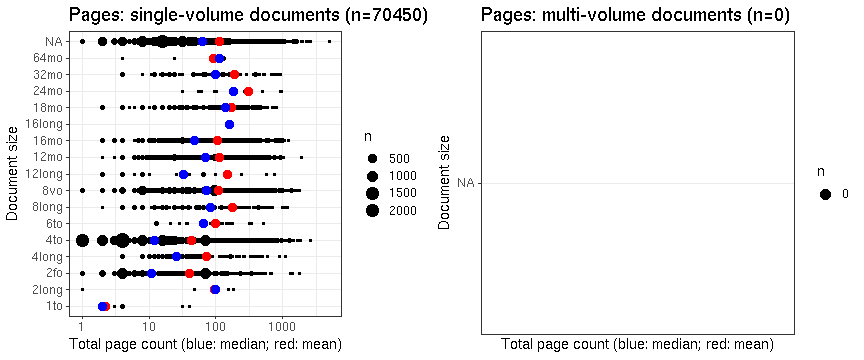 Pages: single-volume documents (n=70450)
NA
64mo
32mo
24mo
18mo
16long
16mo
12mo
12long
8vo
8long
6to
4to
4long
2fo
2long
1to
1
10
100
1000
Document size
Total page count (blue: median; red: mean)
n
500
1000
1500
2000
Pages: multi-volume documents (n=0)
NA
Document size
Total page count (blue: median; red: mean)
n
0